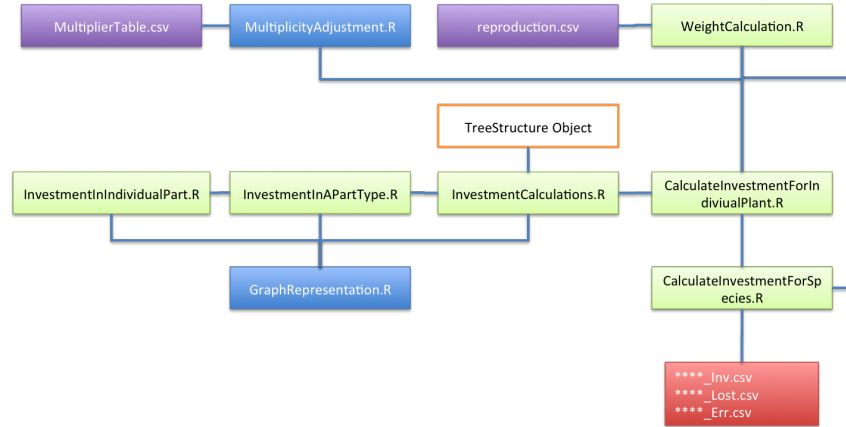 MultiplierTable.csv
MultiplicityAdjustment.R
reproduction.csv
WeightCalculation.R
TreeStructure Object
InvestmentInIndividualPart.R
InvestmentInAPartType.R
InvestmentCalculations.R
CalculateInvestmentForIn
diviualPlant.R
GraphRepresentation.R
CalculateInvestmentForSp
ecies.R
****_Inv.csv
****_Lost.csv
****_Err.csv